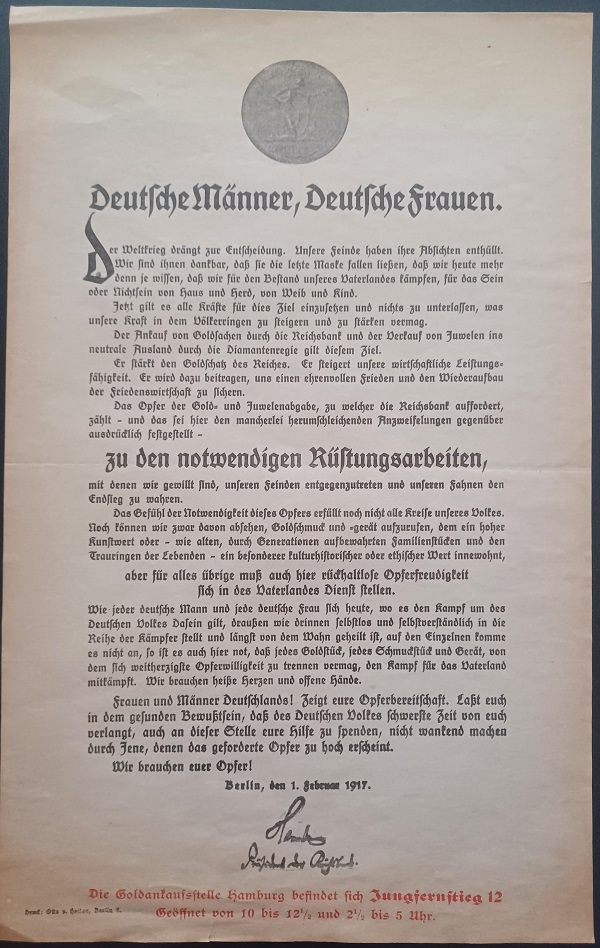 Deutsche Männer, Deutsche Frauen.
Der Weltkrieg drängt zur Entscheidung. Unsere Feinde haben ihre Absichten enthüllt.
Wir sind ihnen dankbar, daß sie die letzte Maske fallen ließen, daß wir heute mehr
denn je wissen, daß wir für den Bestand unseres Vaterlandes kämpfen, für das Sein
oder Nichtsein von Haus und Herd, von Weib und Kind.
Jetzt gilt es alle Kräfte für dies Ziel einzusetzen und nichts zu unterlassen, was
unsere Kraft in dem Völkerringen zu steigern und zu stärken vermag.
Der Ankauf von Goldsachen durch die Reichsbank und der Verkauf von Juwelen ins
neutrale Ausland durch die Diamantenregie gilt diesem Ziel.
Er stärkt den Goldschatz des Reiches. Er steigert unsere wirtschaftliche Leistungs-
fähigkeit. Er wird dazu beitragen, uns einen ehrenvollen Frieden und den Wiederaufbau
der Friedenswirtschaft zu sichern.
Das Opfer der Gold- und Juwelenabgabe, zu welcher die Reichsbank auffordert,
zählt - und das sei hier den mancherlei herumschleichenden Anzweifelungen gegenüber
ausdrücklich festgestellt -
zu den notwendigen Rüstungsarbeiten,
mit denen wir gewillt sind, unseren Feinden entgegenzutreten und unseren Fahnen den
Endsieg zu wahren.
Das Gefühl der Notwendigkeit dieses Opfers erfüllt noch nicht alle Kreise unseres Volkes.
Noch können wir zwar davon absehen, Goldschmuck und -gerät aufzurufen, dem ein hoher
Kunstwert oder - wie alten, durch Generationen aufbewahrten Familienstücken und den
Trauringen der Lebenden - ein besonderer kulturhistorischer oder ethischer Wert innewohnt,
aber für alles übrige muß auch hier rückhaltlose Opferfreudigkeit
sich in des Vaterlandes Dienst stellen.
Wie jeder deutsche Mann und jede deutsche Frau sich heute, wo es den Kampf um des
Deutschen Volkes Dasein gilt, draußen wie drinnen selbstlos und selbstverständlich in die
Reihe der Kämpfer stellt und längst von dem Wahn geheilt ist, auf den Einzelnen komme
es nicht an, so ist es auch hier not, daß jedes Goldstück, jedes Schmuckstück und Gerät, von
dem sich weitherzigste Opferwilligkeit zu trennen vermag, den Kampf für das Vaterland
mitkämpft. Wir brauchen heiße Herzen und offene Hände.
Frauen und Männer Deutschlands! Zeigt eure Opferbereitschaft. Laßt euch
in dem gesunden Bewußtsein, daß des Deutschen Volkes schwerste Zeit von euch
verlangt, auch an dieser Stelle eure Hilfe zu spenden, nicht wankend machen
durch Jene, denen das geforderte Opfer zu hoch erscheint.
Wir brauchen euer Opfer!
Berlin, den 1. Februar 1917.
Die Goldankaufsstelle Hamburg befindet sich Jungfernstieg 12
Geöffnet von 10 bis 12½ und 2½ bis 5 Uhr.
Druck: Otto v. Holten, Berlin C.